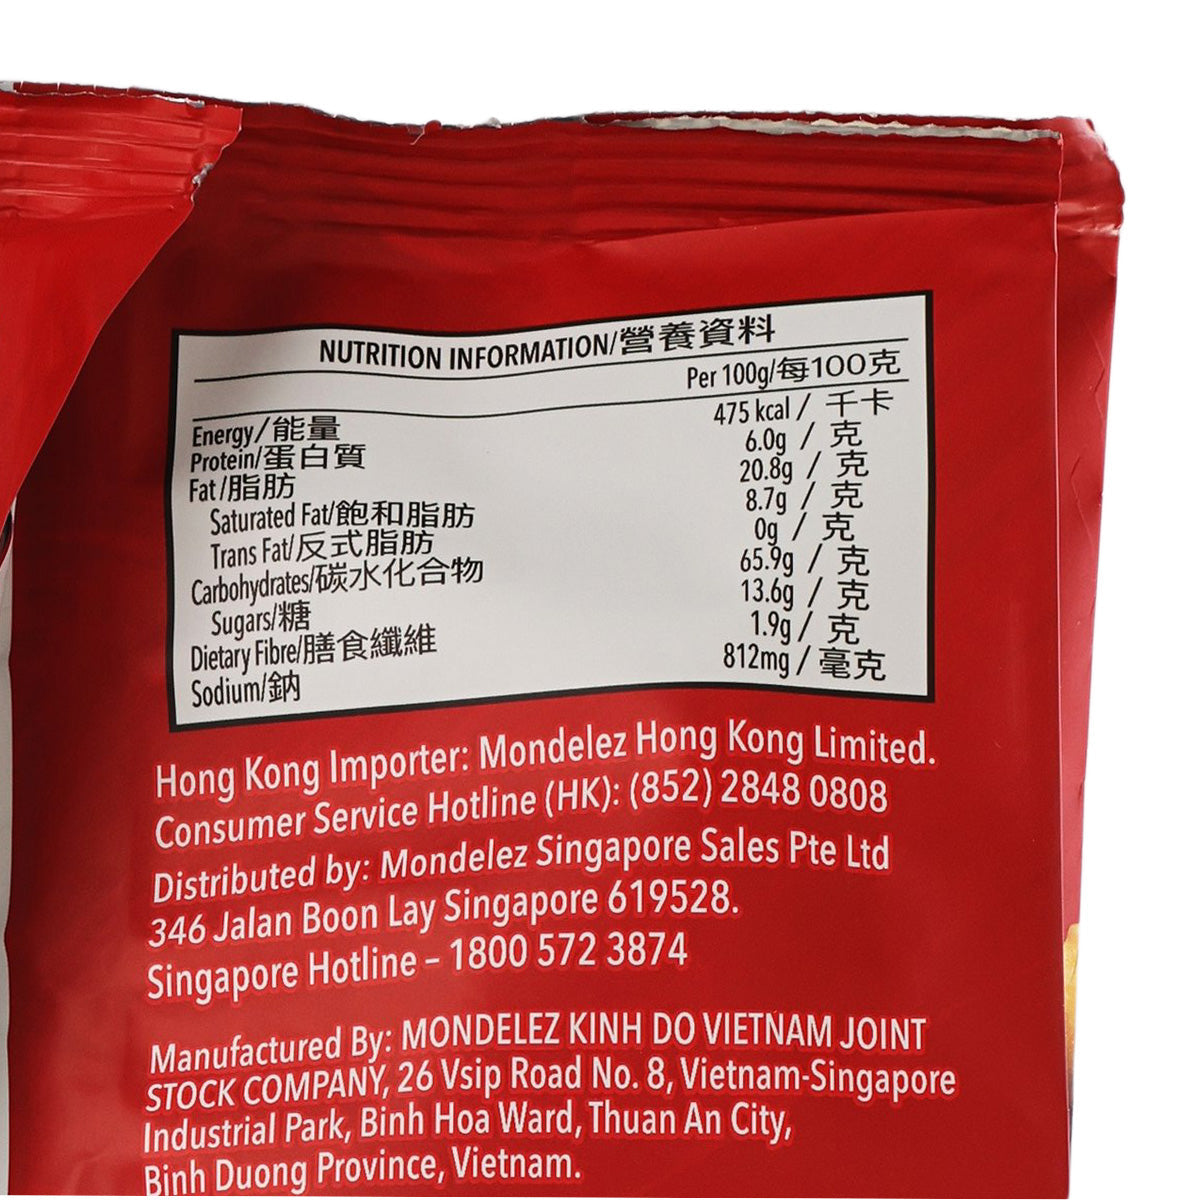 NUTRITION INFORMATION/營養資料
Per 100g/每100克
Energy/能量 475 kcal / 千卡
Protein/蛋白質 6.0g / 克
Fat/脂肪 20.8g / 克
Saturated Fat/飽和脂肪 8.7g / 克
Trans Fat/反式脂肪 0g / 克
Carbohydrates/碳水化合物 65.9g / 克
Sugars/糖 13.6g / 克
Dietary Fibre/膳食纖維 1.9g / 克
Sodium/鈉 812mg / 毫克
Hong Kong Importer: Mondelez Hong Kong Limited.
Consumer Service Hotline (HK): (852) 2848 0808
Distributed by: Mondelez Singapore Sales Pte Ltd
346 Jalan Boon Lay Singapore 619528.
Singapore Hotline – 1800 572 3874
Manufactured By: MONDELEZ KINH DO VIETNAM JOINT
STOCK COMPANY, 26 Vsip Road No. 8, Vietnam-Singapore
Industrial Park, Binh Hoa Ward, Thuan An City,
Binh Duong Province, Vietnam.